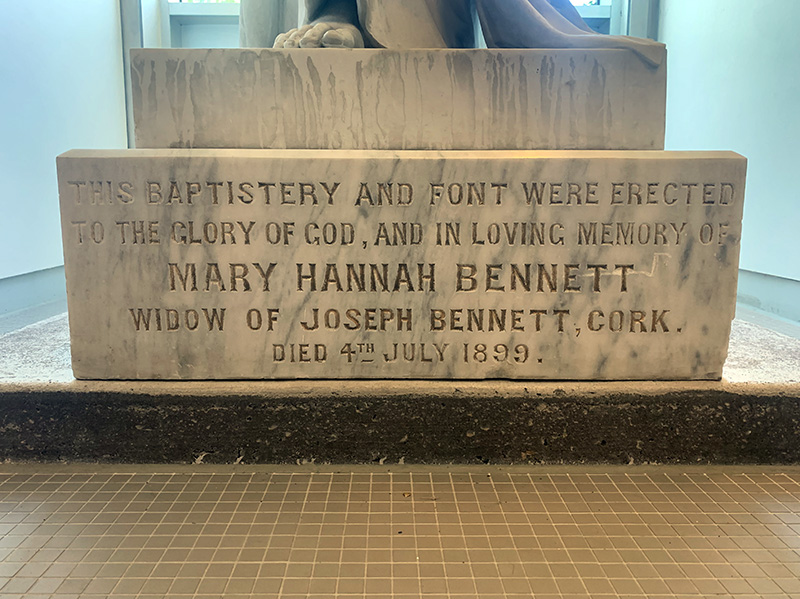 THIS BAPTISTERY AND FONT WERE ERECTED
TO THE GLORY OF GOD, AND IN LOVING MEMORY OF
MARY HANNAH BENNETT
WIDOW OF JOSEPH BENNETT, CORK.
DIED 4TH JULY 1899.